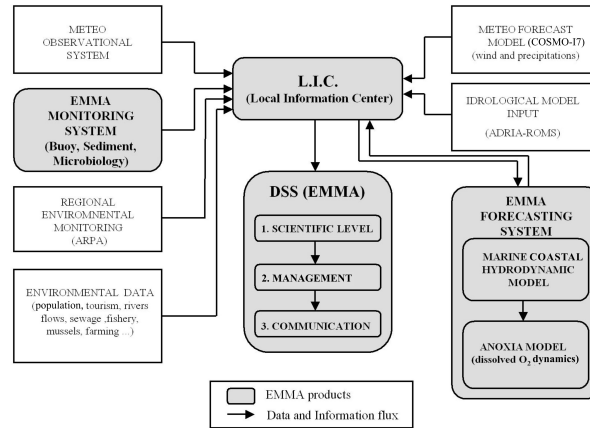 METEO
OBSERVATIONAL
SYSTEM
EMMA
MONITORING
SYSTEM
(Buoy, Sediment,
Microbiology)
REGIONAL
ENVIROMNENTAL
MONITORING
(ARPA)
ENVIRONMENTAL DATA
(population, tourism, rivers
flows, sewage ,fishery,
mussels, farming ...)
L.I.C.
(Local Information Center)
DSS (EMMA)
1. SCIENTIFIC LEVEL
2. MANAGEMENT
3. COMMUNICATION
METEO FORECAST
MODEL (COSMO-I7)
(wind and precipitations)
IDROLOGICAL MODEL
INPUT
(ADRIA-ROMS)
EMMA
FORECASTING
SYSTEM
MARINE COASTAL
HYDRODYNAMIC
MODEL
ANOXIA MODEL
(dissolved O2 dynamics)
EMMA products
Data and Information flux